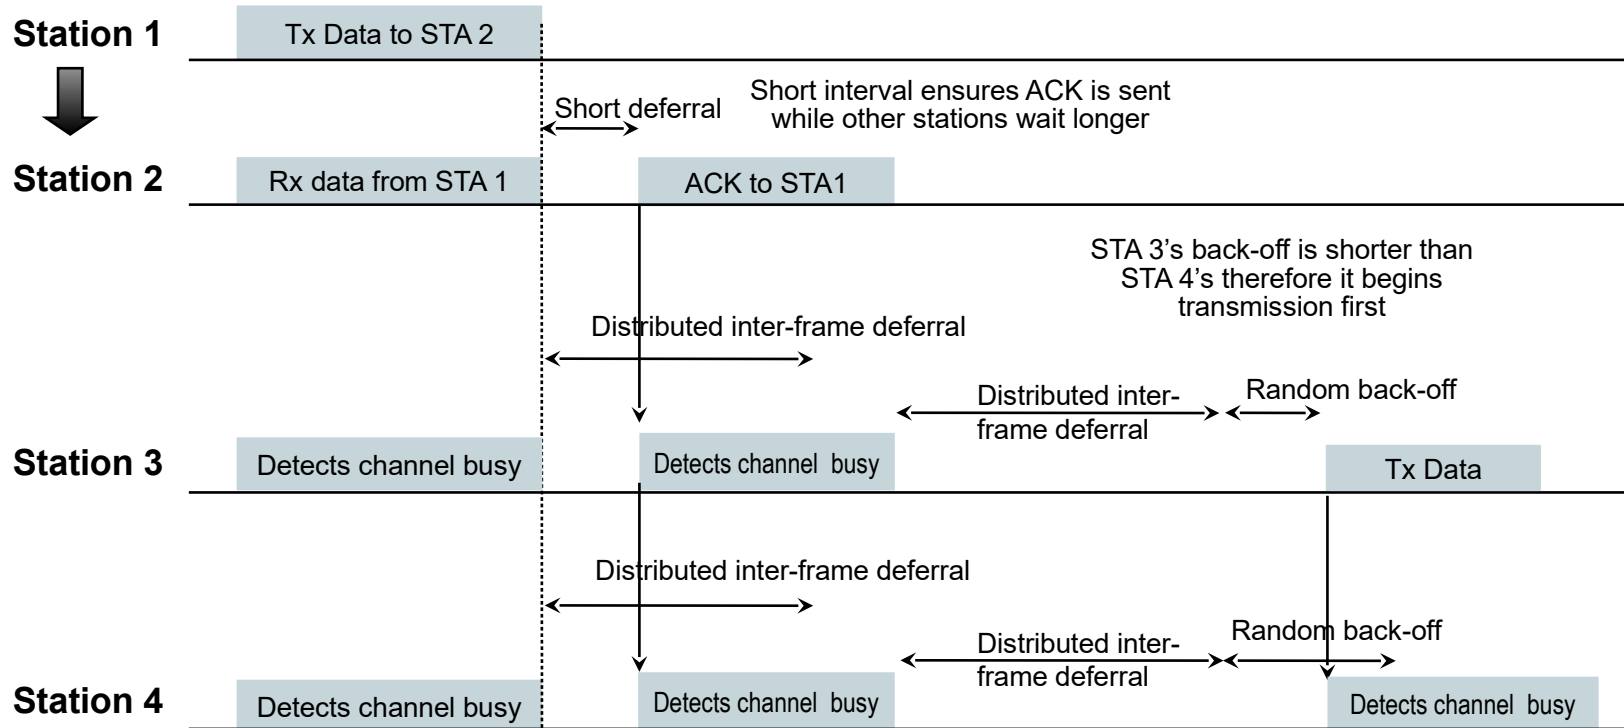 Station 1
Tx Data to STA 2
Short deferral
Short interval ensures ACK is sent
while other stations wait longer
Station 2
Rx data from STA 1
ACK to STA1
STA 3’s back-off is shorter than
STA 4’s therefore it begins
transmission first
Distributed inter-frame deferral
Distributed inter-
frame deferral
Random back-off
Station 3
Detects channel busy
Detects channel busy
Tx Data
Distributed inter-frame deferral
Distributed inter-
frame deferral
Random back-off
Station 4
Detects channel busy
Detects channel busy
Detects channel busy